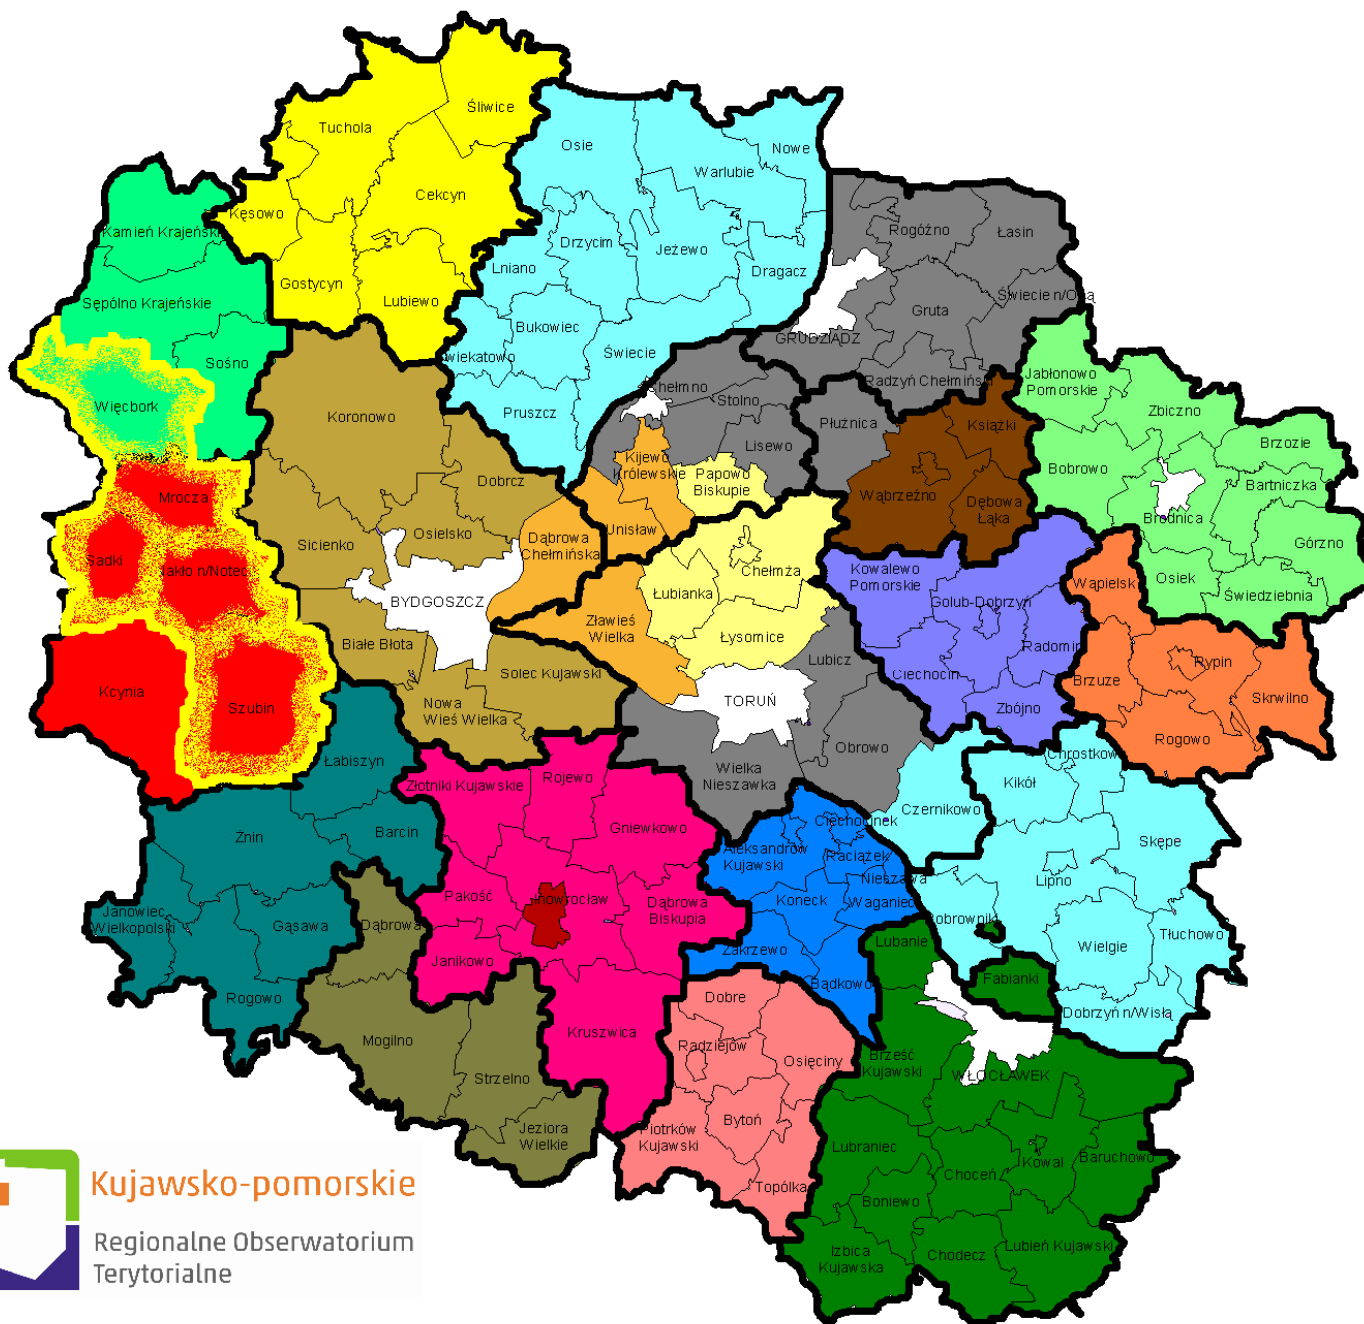 Śliwice
Tuchola
Osie
Nowe
Warlubie
Cekcyn
Kęsowo
Kamień Krajeński
Rogóźno
Łasin
Drzycim
Jeżewo
Lniano
Dragacz
Gostycyn
Lubiewo
Sępólno Krajeńskie
Świecie n/Osą
Gruta
Bukowiec
GRUDZIĄDZ
Świecie
wiekatowo
Sośno
Radzyń Chełmiński
Jabłonowo
Pomorskie
Chełmno
Stolno
Więcbork
Koronowo
Pruszcz
Zbiczno
Płużnica
Książki
Lisewo
Brzozie
Kijewo
Królewskie
Papowo
Biskupie
Bobrowo
Dobrcz
Bartniczka
Mrocza
Wąbrzeźno
Dębowa
Łąka
Brodnica
Unisław
Osielsko
Sicienko
Dąbrowa
Chełmińska
Górzno
Sadki
Nakło n/Notec
Chełmża
Kowalewo
Pomorskie
Osiek
Wąpielsk
Świedziebnia
BYDGOSZCZ
Łubianka
Golub-Dobrzyń
Zławieś
Wielka
Łysomice
Białe Błota
Radomin
Lubicz
Rypin
Solec Kujawski
Ciechocin
Brzuze
Kcynia
Skrwilno
TORUŃ
Nowa
Wieś Wielka
Szubin
Zbójno
Rogowo
Obrowo
Łabiszyn
Wielka
Nieszawka
Chrostkowo
Rojewo
Złotniki Kujawskie
Kikół
Czernikowo
Ciechocinek
Gniewkowo
Barcin
Żnin
Skępe
Aleksandrów
Kujawski
Raciążek
Nieszawa
Lipno
Pakość
Inowrocław
Koneck
Waganiec
Dąbrowa
Biskupia
Janowiec
Wielkopolski
Gąsawa
Dąbrowa
Bobrowniki
Tłuchowo
Wielgie
Lubanie
Zakrzewo
Janikowo
Fabianki
Bądkowo
Rogowo
Dobre
Dobrzyń n/Wisłą
Kruszwica
Mogilno
Radziejów
Osięciny
Brześć
Kujawski
WŁOCŁAWEK
Strzelno
Bytoń
Jeziora
Wielkie
Piotrków
Kujawski
Lubraniec
Kowal
Baruchowo
Choceń
Topólka
Boniewo
Izbica
Kujawska
Chodecz
Lubień Kujawski
Kujawsko-pomorskie
Regionalne Obserwatorium
Terytorialne